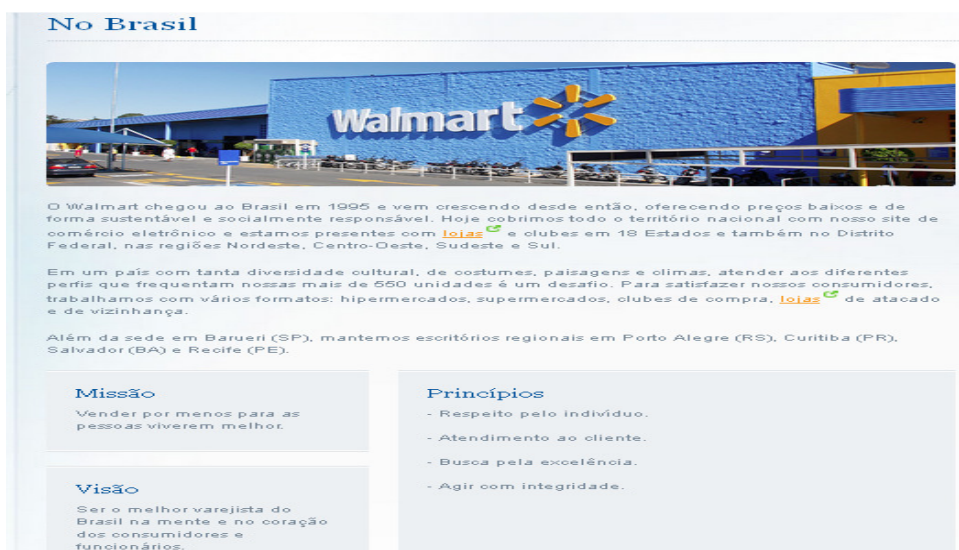 No Brasil
Walmart
O Walmart chegou ao Brasil em 1995 e vem crescendo desde então, oferecendo preços baixos e de
forma sustentável e socialmente responsável. Hoje cobrimos todo o território nacional com nosso site de
comércio eletrônico e estamos presentes com lojas e clubes em 18 Estados e também no Distrito
Federal, nas regiões Nordeste, Centro-Oeste, Sudeste e Sul.
Em um país com tanta diversidade cultural, de costumes, paisagens e climas, atender aos diferentes
perfis que frequentam nossas mais de 550 unidades é um desafio. Para satisfazer nossos consumidores,
trabalhamos com vários formatos: hipermercados, supermercados, clubes de compra, lojas de atacado
e de vizinhança.
Além da sede em Barueri (SP), mantemos escritórios regionais em Porto Alegre (RS), Curitiba (PR),
Salvador (BA) e Recife (PE).
Missão
Vender por menos para as
pessoas viverem melhor.
Visão
Ser o melhor varejista do
Brasil na mente e no coração
dos consumidores e
funcionários.
Princípios
- Respeito pelo indivíduo.
- Atendimento ao cliente.
- Busca pela excelência.
- Agir com integridade.